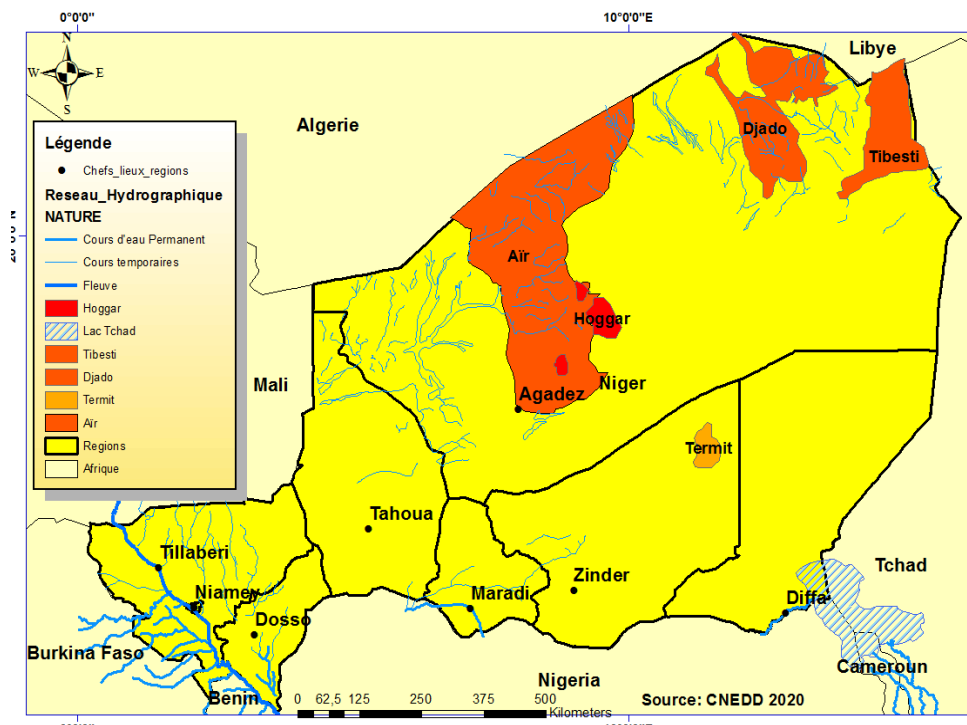 0°0'0"
10°0'0"E
N
W
E
S
Libye
Algerie
Djado
Tibesti
Légende
Chefs_lieux_regions
Reseau_Hydrographique
NATURE
Cours d'eau Permanent
Cours temporaires
Fleuve
Hoggar
Lac Tchad
Tibesti
Djado
Termit
Aïr
Regions
Afrique
Aïr
Hoggar
Mali
Niger
Agadez
Termit
Tahoua
Tillaberi
Niamey
Maradi
Zinder
Tchad
Diffa
Dosso
Burkina Faso
Cameroun
Benin
Nigeria
Source: CNEDD 2020
0 62,5 125 250 375 500
Kilometers